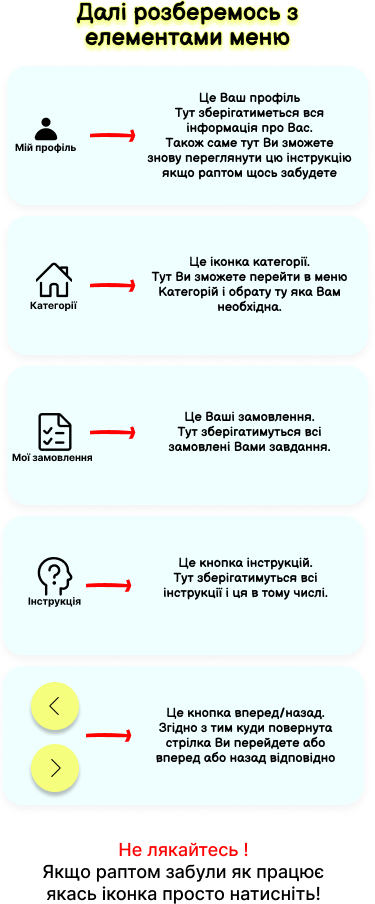 Далі розберемось з
елементами меню
Мій профіль
Це Ваш профіль
Тут зберігатиметься вся
інформація про Вас.
Також саме тут Ви зможете
знову переглянути цю інструкцію
якщо раптом щось забудете
Категорії
Це іконка категорії.
Тут Ви зможете перейти в меню
Категорій і обрату ту яка Вам
необхідна.
Мої замовлення
Це Ваші замовлення.
Тут зберігатимуться всі
замовлені Вами завдання.
Інструкція
Це кнопка інструкцій.
Тут зберігатимуться всі
інструкції і ця в тому числі.
Це кнопка вперед/назад.
Згідно з тим куди повернута
стрілка Ви перейдете або
вперед або назад відповідно
Не лякайтесь !
Якщо раптом забули як працює
якась іконка просто натисніть!